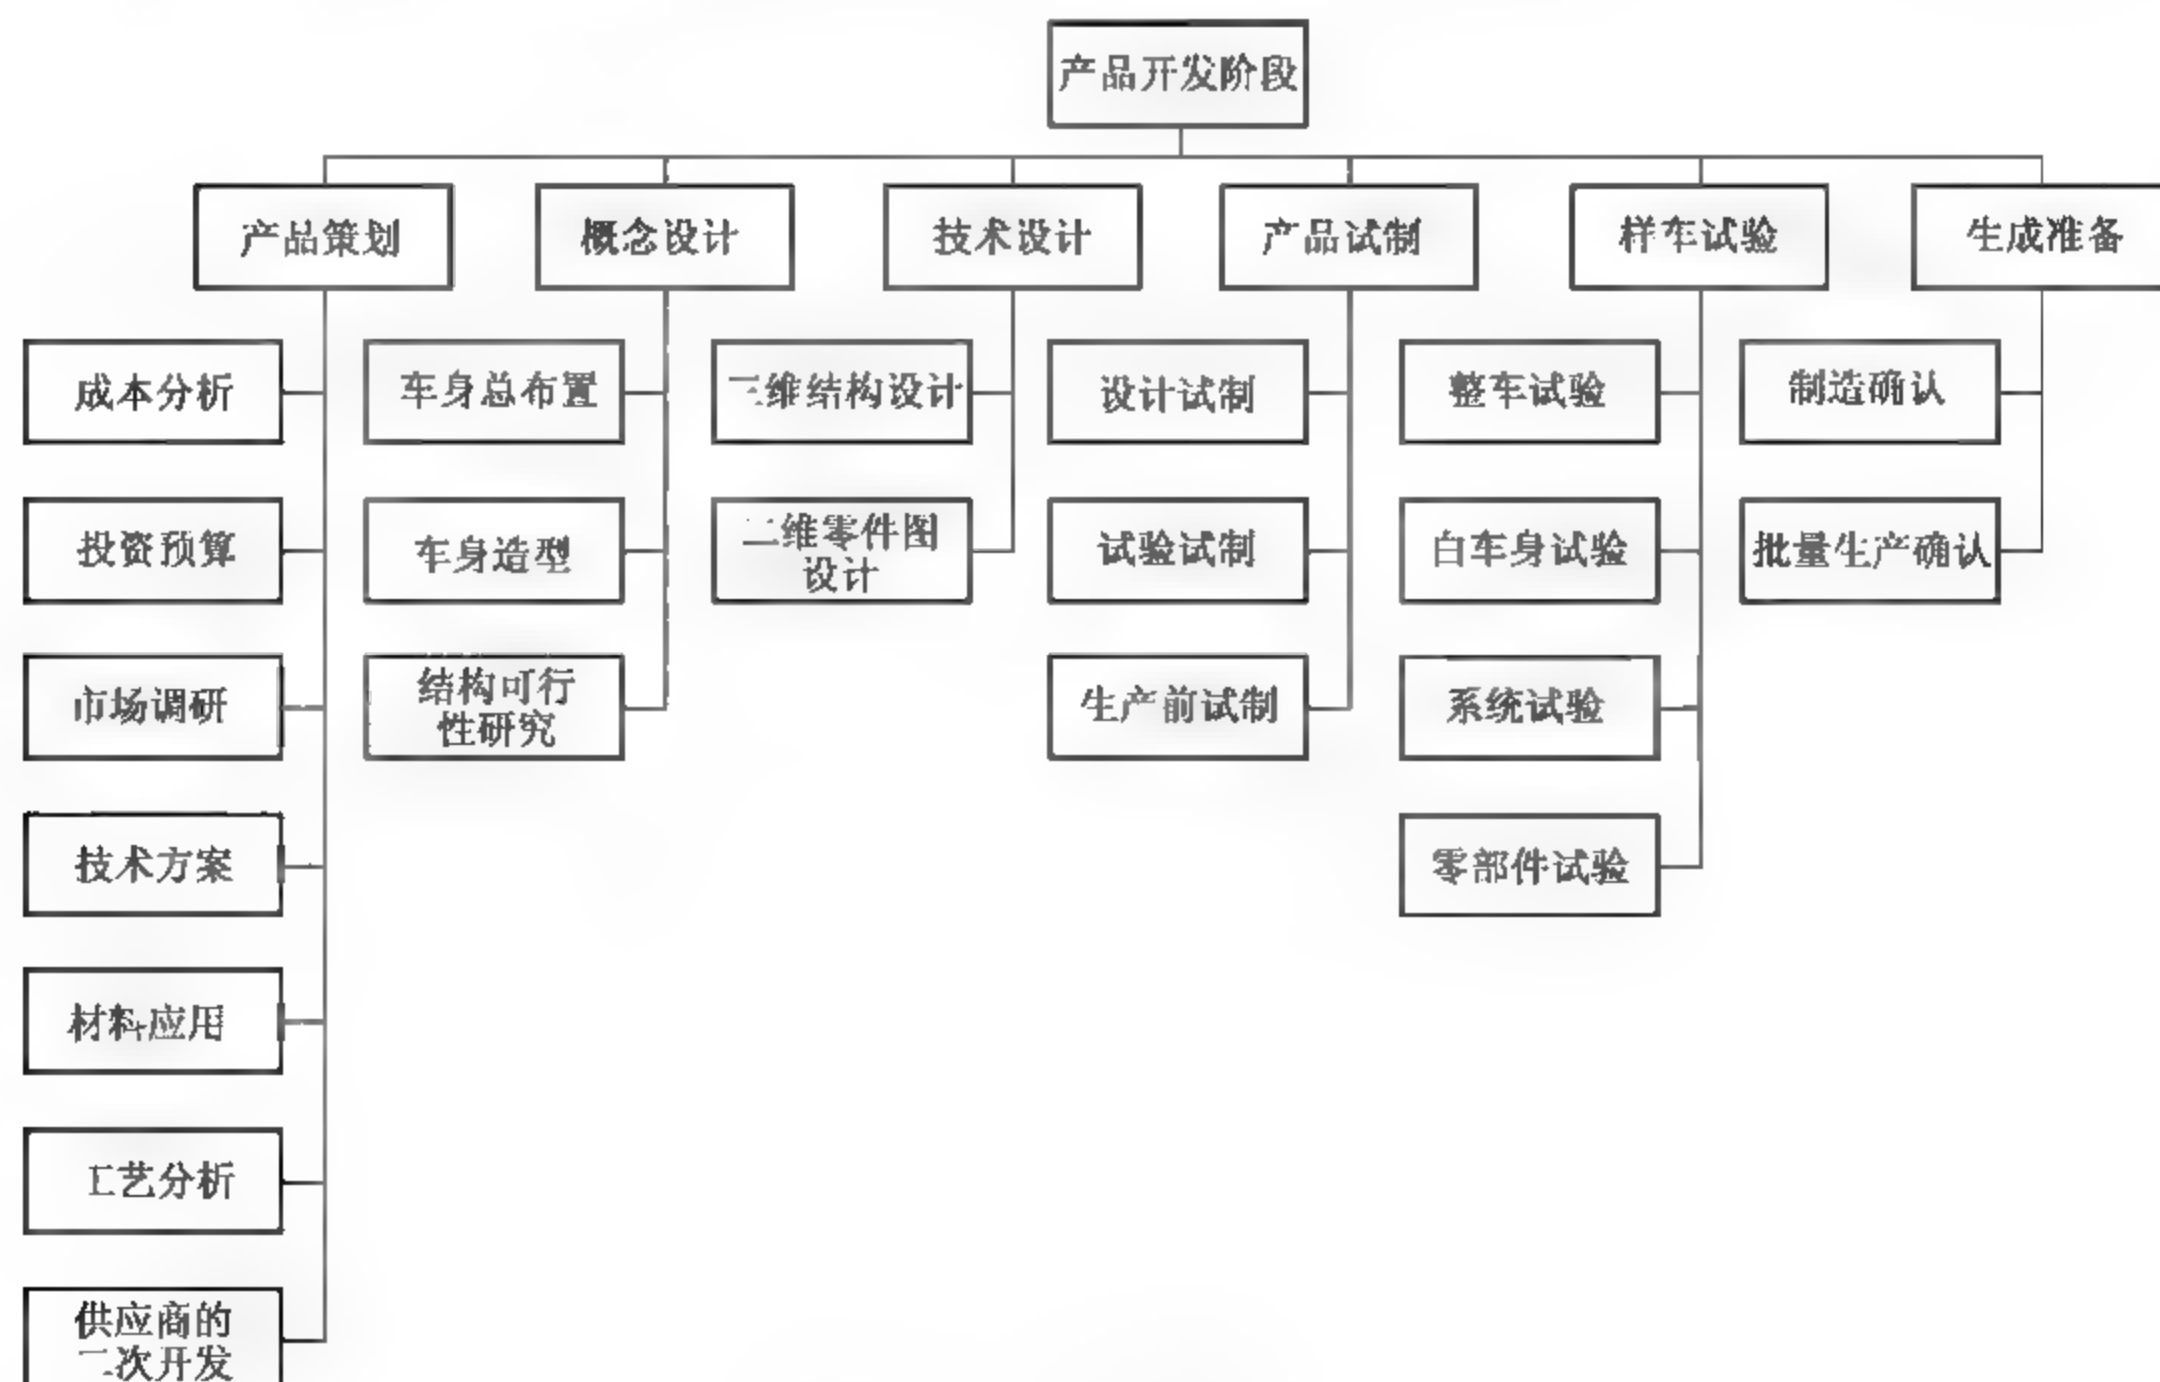 产品开发阶段
产品策划
概念设计
技术设计
产品试制
样车试验
生成准备
成本分析
车身总布置
三维结构设计
设计试制
整车试验
制造确认
投资预算
车身造型
二维零件图
设计
试验试制
白车身试验
批量生产确认
市场调研
结构可行
性研究
生产前试制
系统试验
技术方案
零部件试验
材料应用
工艺分析
供应商的
二次开发